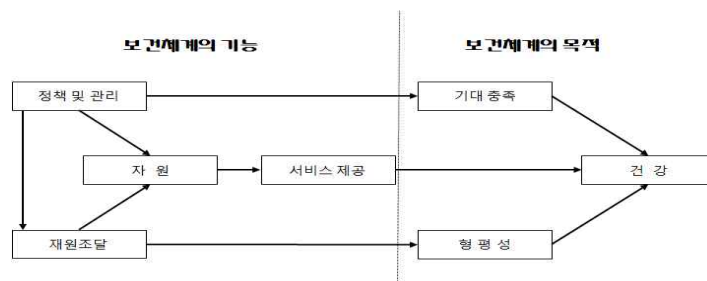 보건체계의 기능
보건체계의 목적
정책 및 관리
기대 충족
자 원
서비스 제공
건 강
재원조달
형 평 성